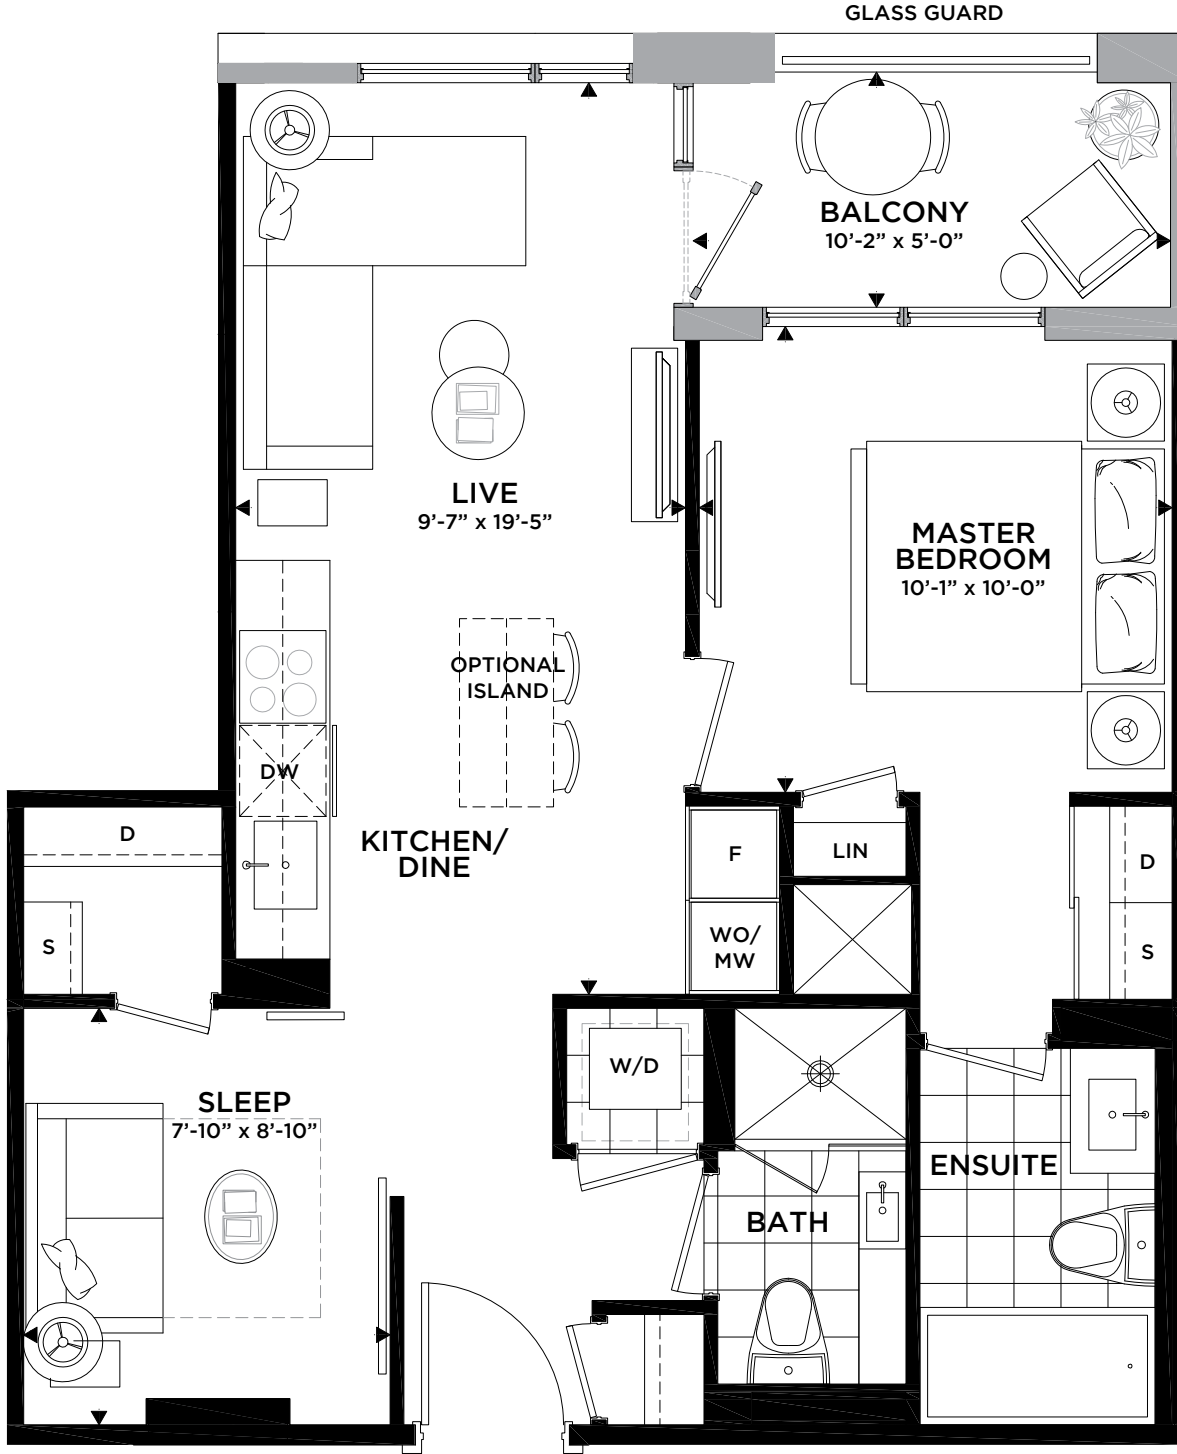 GLASS GUARD
BALCONY
10'-2" x 5'-0"
LIVE
9'-7" x 19'-5"
MASTER
BEDROOM
10'-1" x 10'-0"
OPTIONAL
ISLAND
DW
KITCHEN/
DINE
D
S
F
LIN
WO/
MW
D
S
W/D
SLEEP
7'-10" x 8'-10"
BATH
ENSUITE